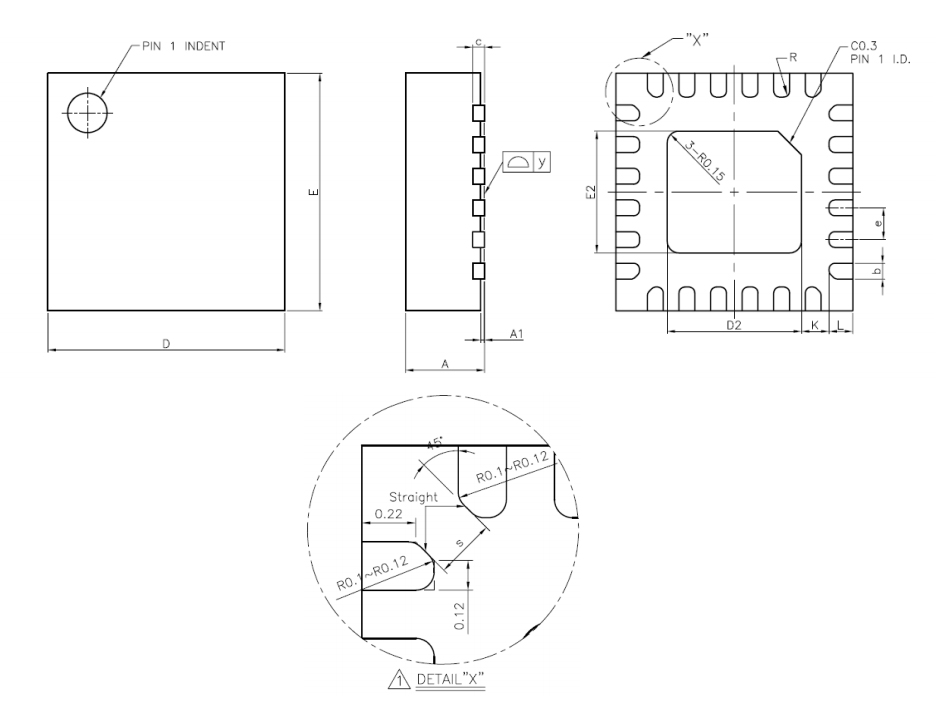 PIN 1 INDENT
E
D
c
y
A1
A
"X"
R
C0.3
PIN 1 I.D.
3-R0.15
E2
e
b
D2
K
L
45°
R0.1~R0.12
Straight
0.22
s
R0.1~R0.12
0.12
1 DETAIL"X"